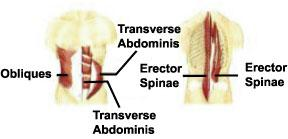 Transverse
Abdominis
Obliques
Transverse
Abdominis
Erector
Spinae
Erector
Spinae